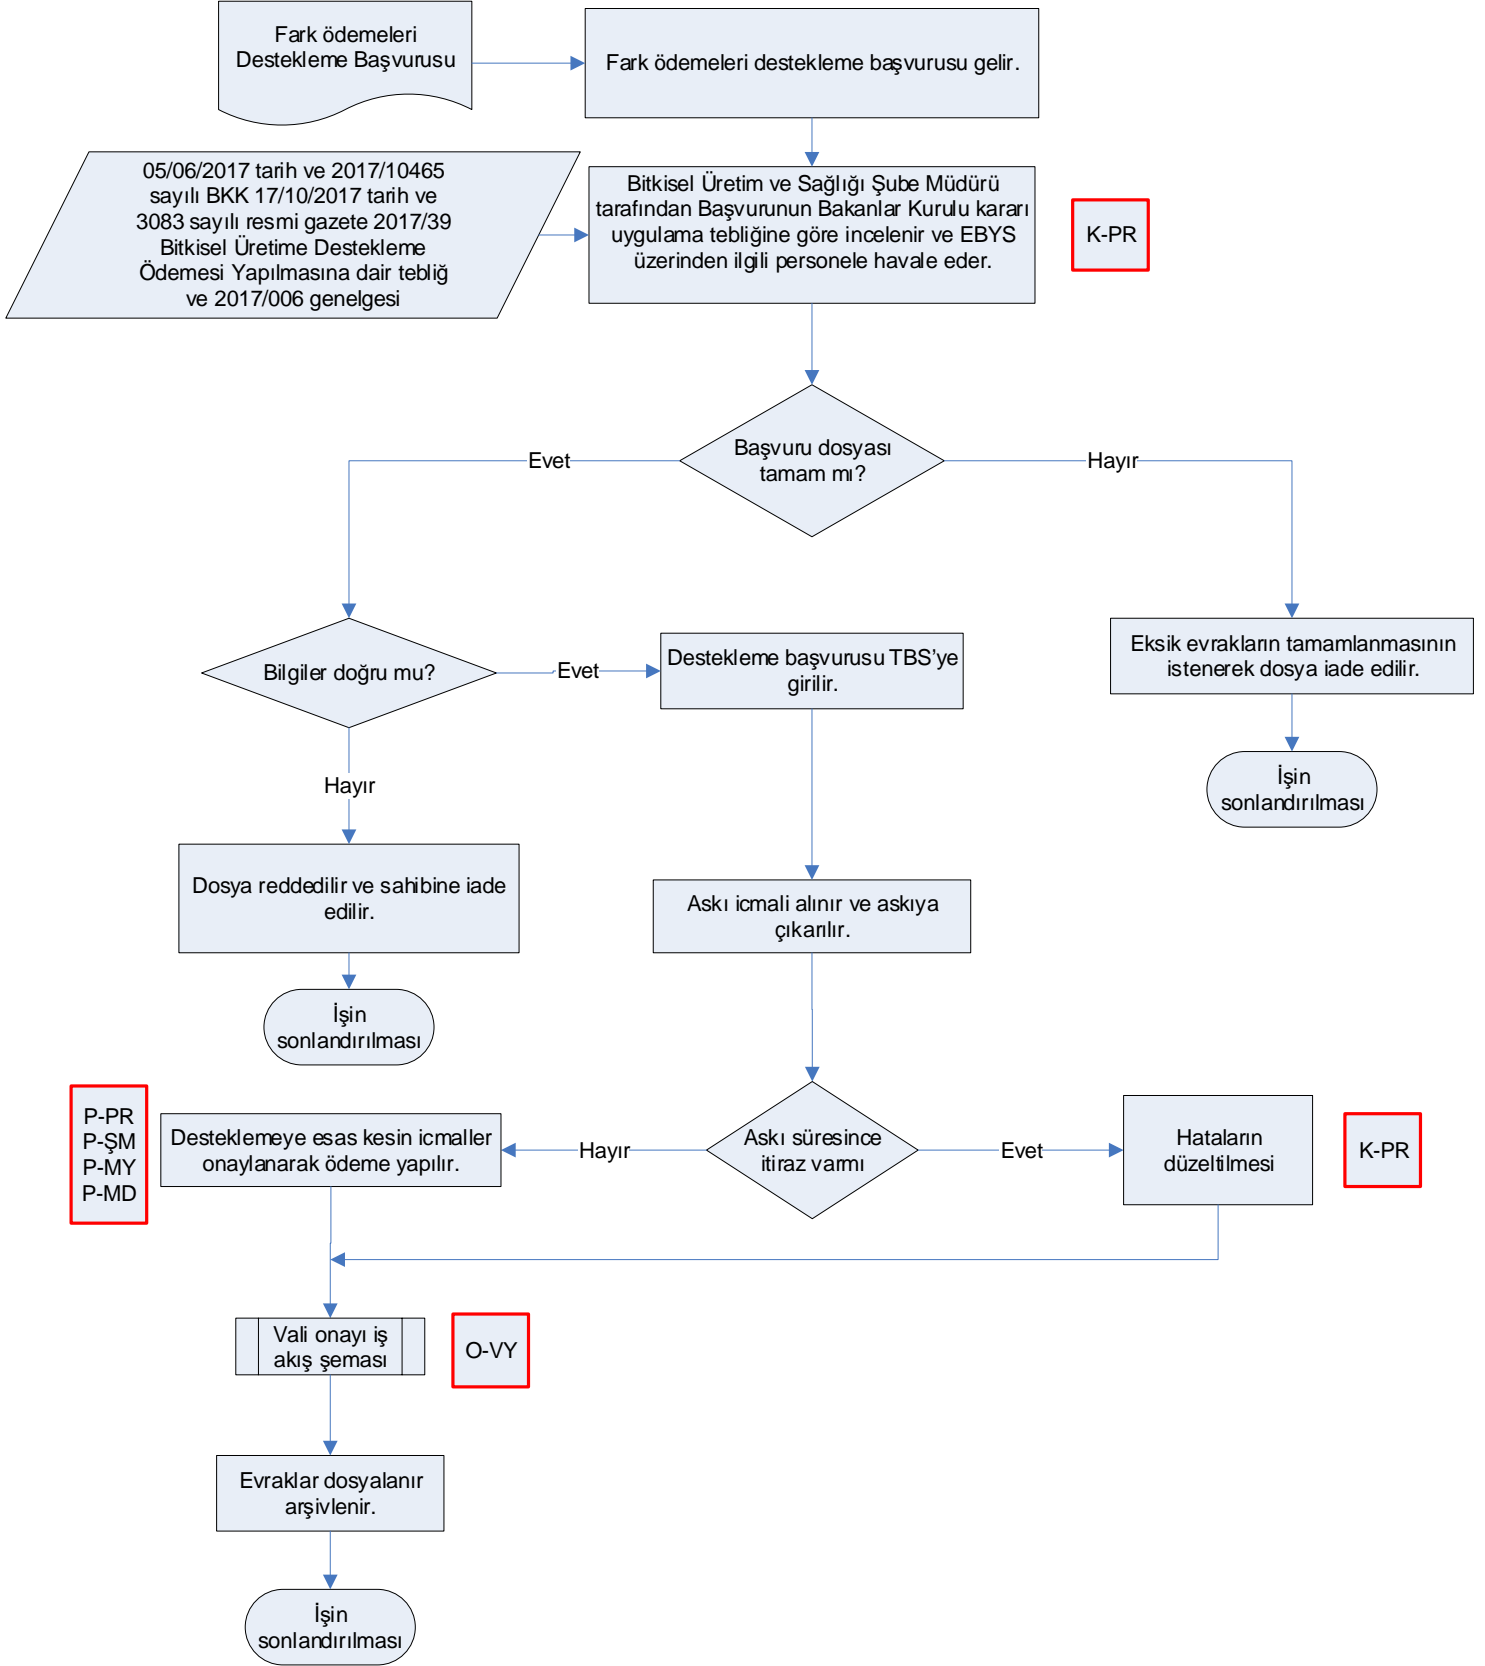 Fark ödemeleri
Destekleme Başvurusu
Fark ödemeleri destekleme başvurusu gelir.
05/06/2017 tarih ve 2017/10465
sayılı BKK 17/10/2017 tarih ve
3083 sayılı resmi gazete 2017/39
Bitkisel Üretime Destekleme
Ödemesi Yapılmasına dair tebliğ
ve 2017/006 genelgesi
Bitkisel Üretim ve Sağlığı Şube Müdürü
tarafından Başvurunun Bakanlar Kurulu kararı
uygulama tebliğine göre incelenir ve EBYS
üzerinden ilgili personele havale eder.
K-PR
Başvuru dosyası
tamam mı?
Evet
Hayır
Bilgiler doğru mu?
Evet
Destekleme başvurusu TBS’ye
girilir.
Eksik evrakların tamamlanmasının
istenerek dosya iade edilir.
Hayır
İşin
sonlandırılması
Dosya reddedilir ve sahibine iade
edilir.
Askı icmali alınır ve askıya
çıkarılır.
İşin
sonlandırılması
P-PR
P-ŞM
P-MY
P-MD
Desteklemeye esas kesin icmaller
onaylanarak ödeme yapılır.
Hayır
Askı süresince
itiraz varmı
Evet
Hataların
düzeltilmesi
K-PR
Vali onayı iş
akış şeması
O-VY
Evraklar dosyalanır
arşivlenir.
İşin
sonlandırılması